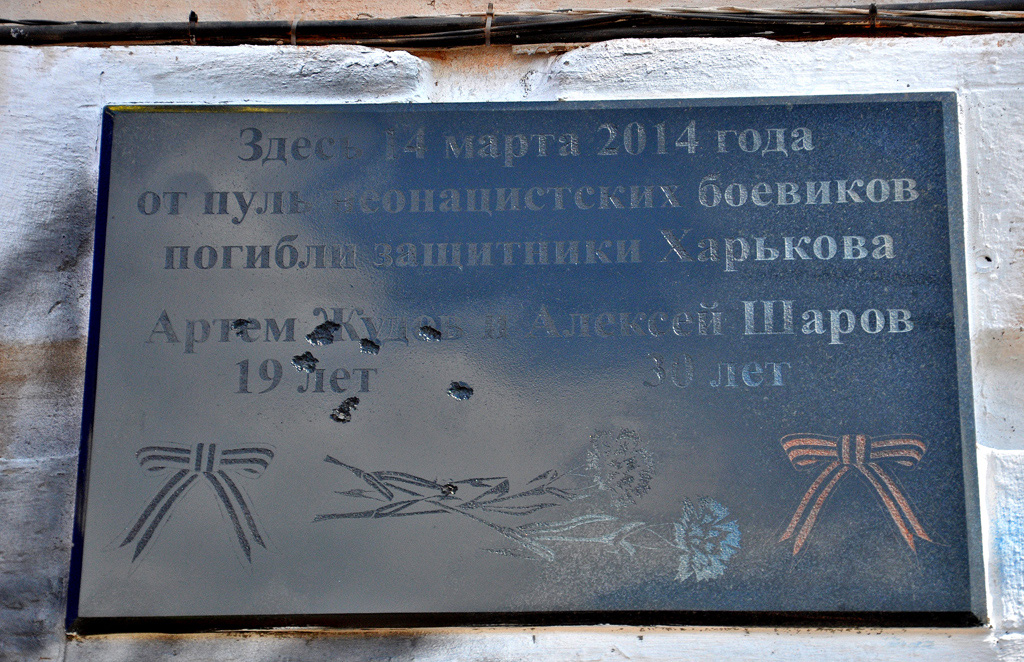 Здесь 14 марта 2014 года
от пуль неонацистских боевиков
погибли защитники Харькова
Артем Жудов и Алексей Шаров
19 лет 30 лет